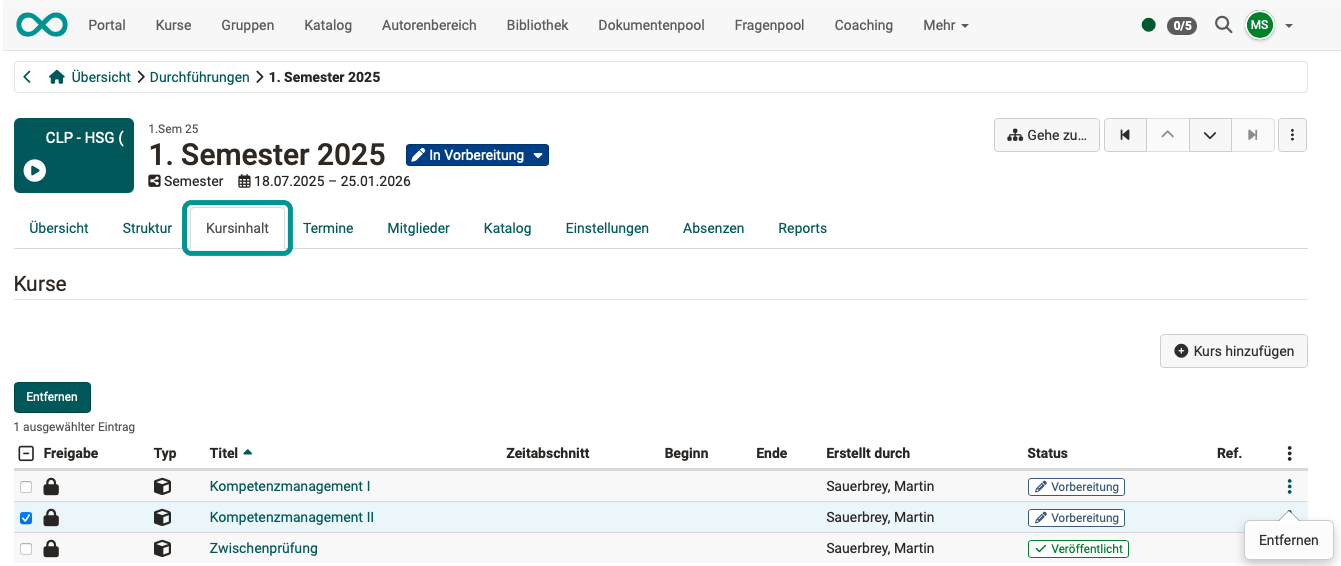 Portal Kurse Gruppen Katalog Autorenbereich Bibliothek Dokumentenpool Fragenpool Coaching Mehr 0/5 MS
Übersicht Durchführungen 1. Semester 2025
CLP - HSG (
1.Sem 25
1. Semester 2025 In Vorbereitung
Semester 18.07.2025 – 25.01.2026
Gehe zu...
Übersicht Struktur Kursinhalt Termine Mitglieder Katalog Einstellungen Absenzen Reports
Kurse
Kurs hinzufügen
Entfernen
1 ausgewählter Eintrag
Freigabe Typ Titel Zeitabschnitt Beginn Ende Erstellt durch Status Ref.
Kompetenzmanagement I Sauerbrey, Martin Vorbereitung
Kompetenzmanagement II Sauerbrey, Martin Vorbereitung
Zwischenprüfung Sauerbrey, Martin Veröffentlicht
Entfernen